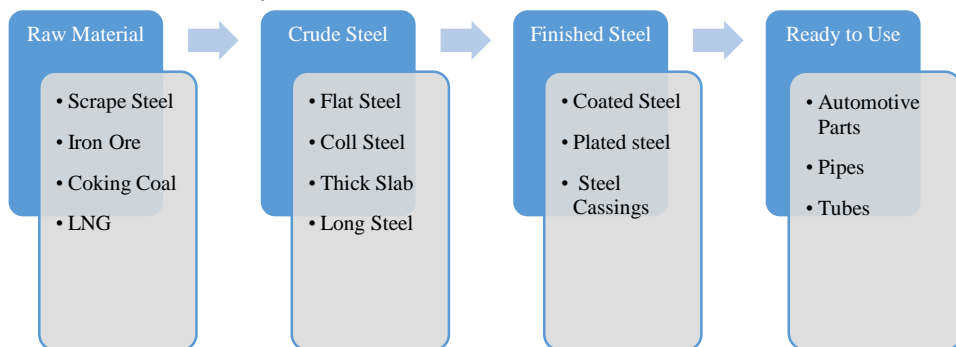 Raw Material
• Scrape Steel
• Iron Ore
• Coking Coal
• LNG
Crude Steel
• Flat Steel
• Coll Steel
• Thick Slab
• Long Steel
Finished Steel
• Coated Steel
• Plated steel
• Steel
Cassings
Ready to Use
• Automotive
Parts
• Pipes
• Tubes